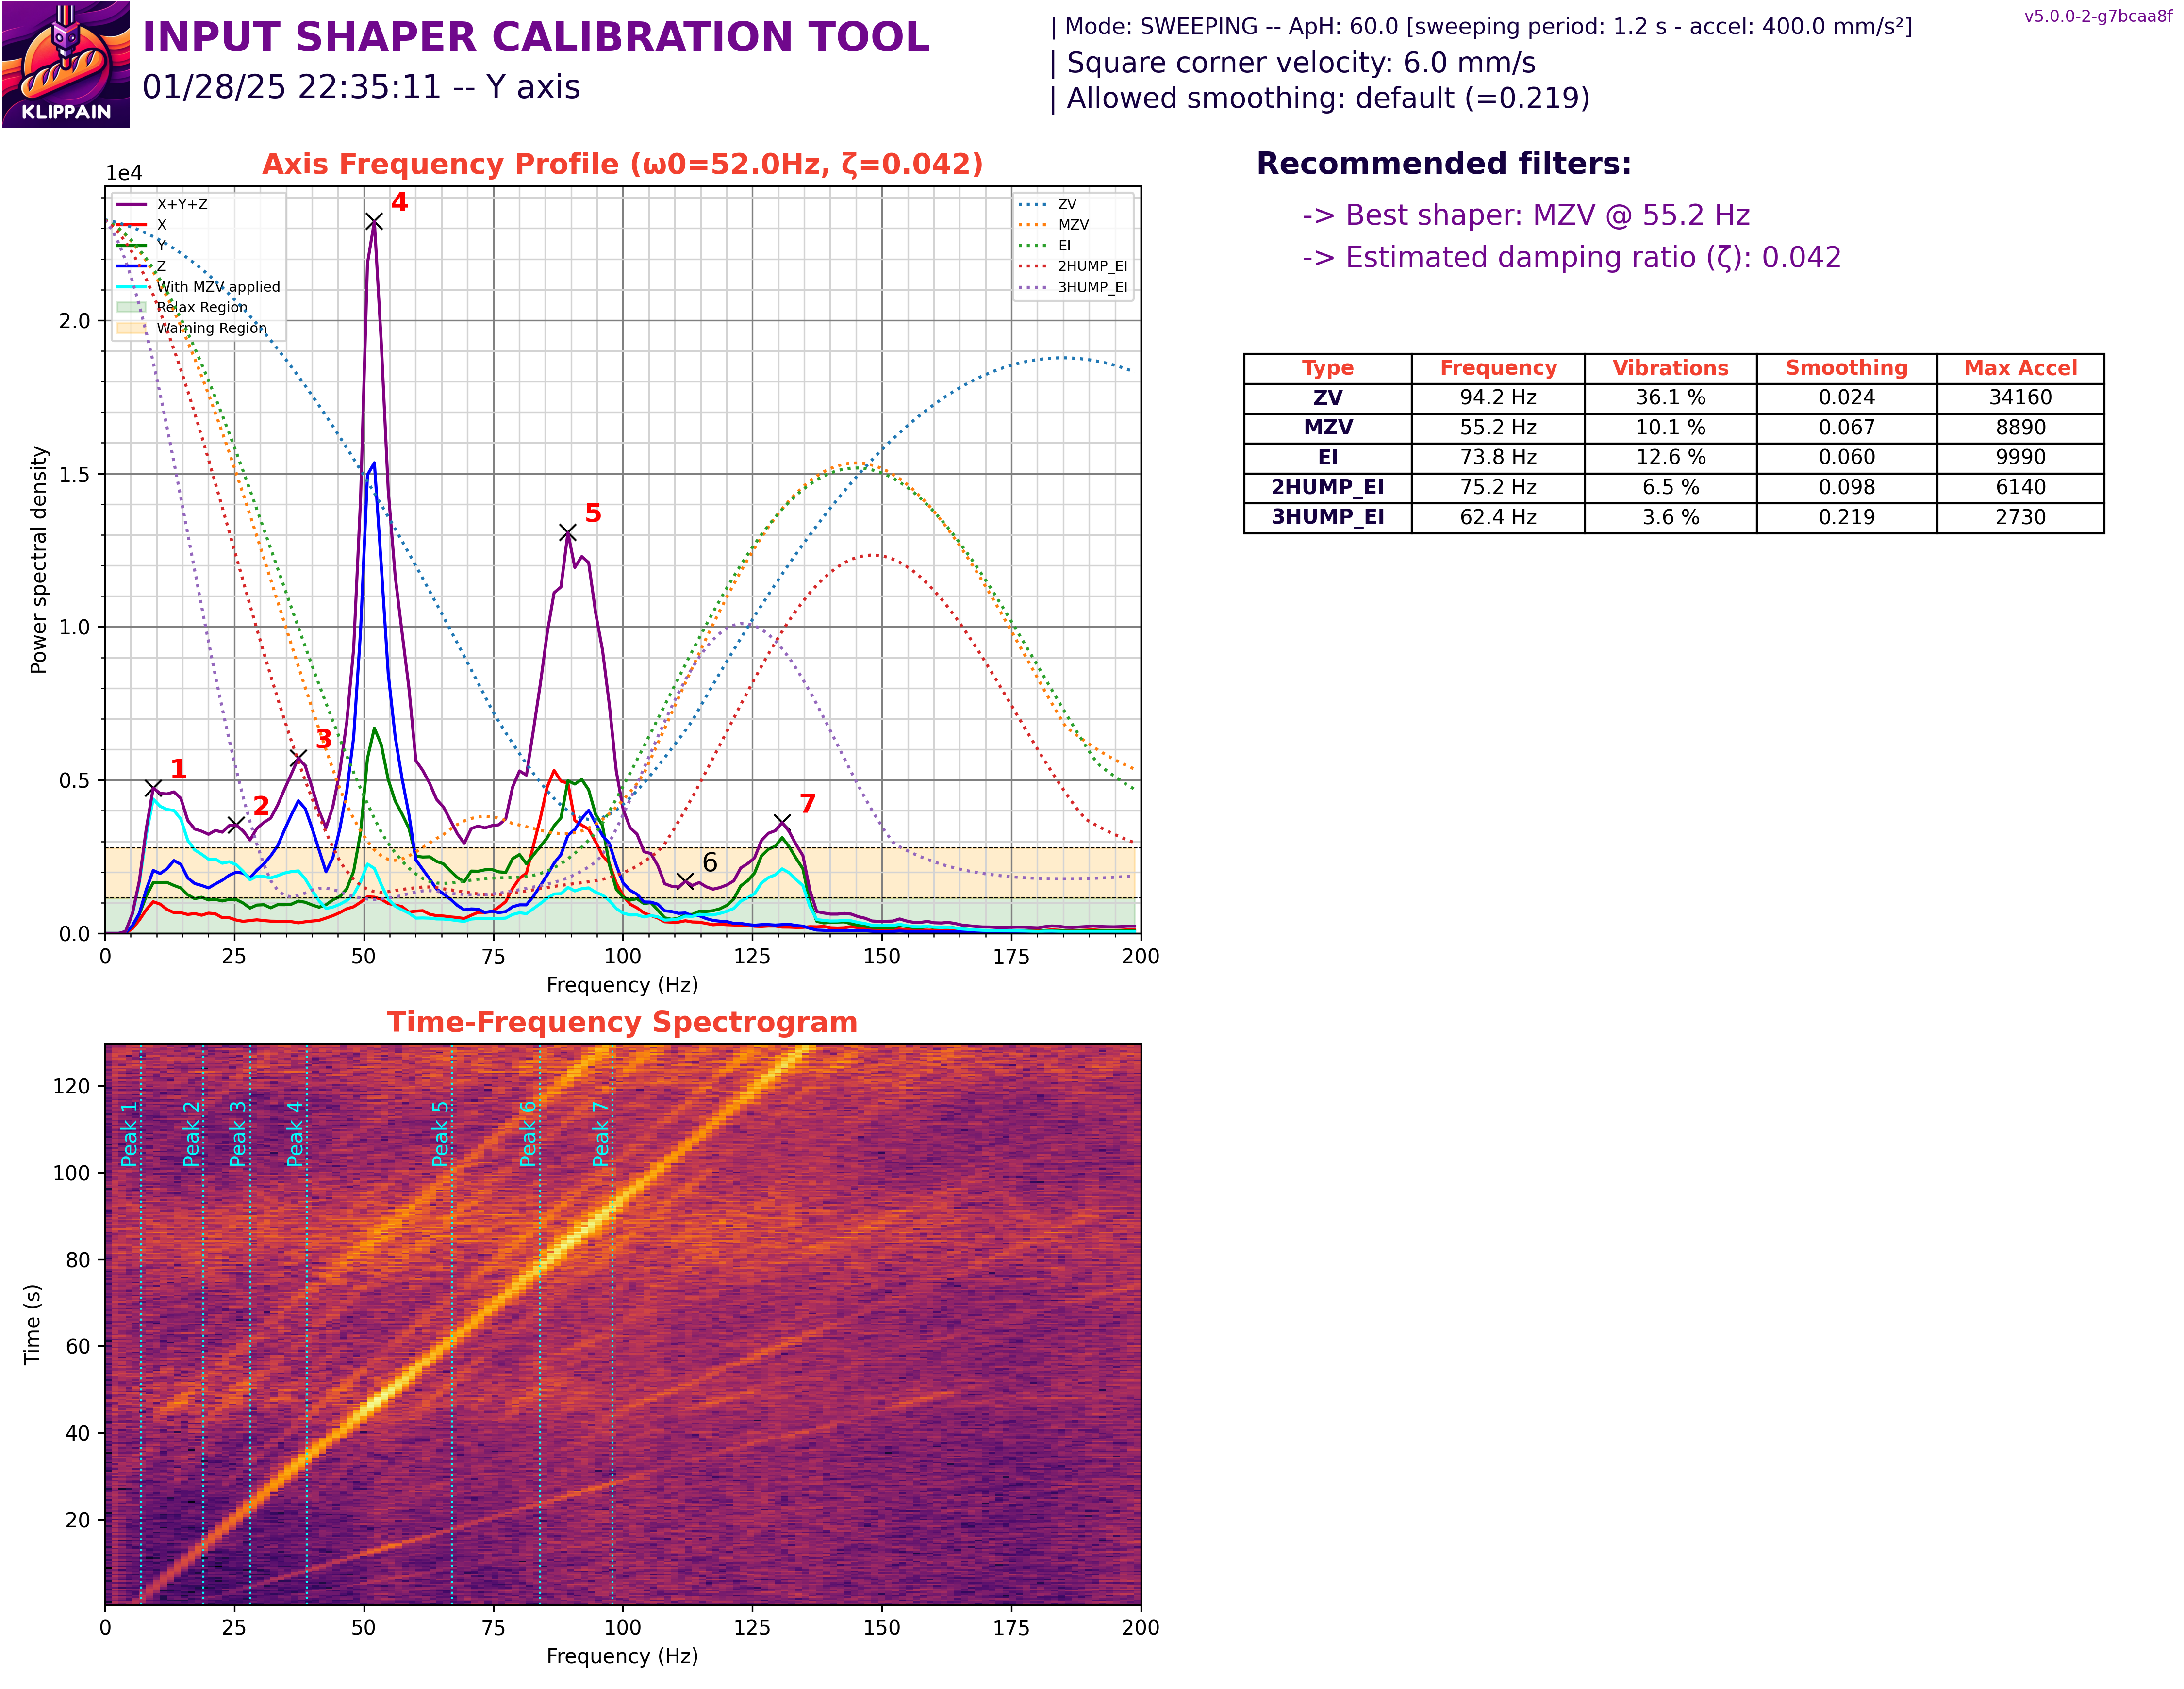 KLIPPAIN
INPUT SHAPER CALIBRATION TOOL
01/28/25 22:35:11 -- Y axis
| Mode: SWEEPING -- ApH: 60.0 [sweeping period: 1.2 s - accel: 400.0 mm/s²]
| Square corner velocity: 6.0 mm/s
| Allowed smoothing: default (=0.219)
v5.0.0-2-g7bcaa8f
Axis Frequency Profile (ω0=52.0Hz, ζ=0.042)
1e4
X+Y+Z
X
Y
Z
With MZV applied
Relax Region
Warning Region
ZV
MZV
EI
2HUMP_EI
3HUMP_EI
1
2
3
4
5
6
7
2.0
1.5
1.0
0.5
0.0
Power spectral density
0 25 50 75 100 125 150 175 200
Frequency (Hz)
Recommended filters:
-> Best shaper: MZV @ 55.2 Hz
-> Estimated damping ratio (ζ): 0.042
Type Frequency Vibrations Smoothing Max Accel
ZV 94.2 Hz 36.1 % 0.024 34160
MZV 55.2 Hz 10.1 % 0.067 8890
EI 73.8 Hz 12.6 % 0.060 9990
2HUMP_EI 75.2 Hz 6.5 % 0.098 6140
3HUMP_EI 62.4 Hz 3.6 % 0.219 2730
Time-Frequency Spectrogram
Peak 1
Peak 2
Peak 3
Peak 4
Peak 5
Peak 6
Peak 7
120
100
80
60
40
20
Time (s)
0 25 50 75 100 125 150 175 200
Frequency (Hz)